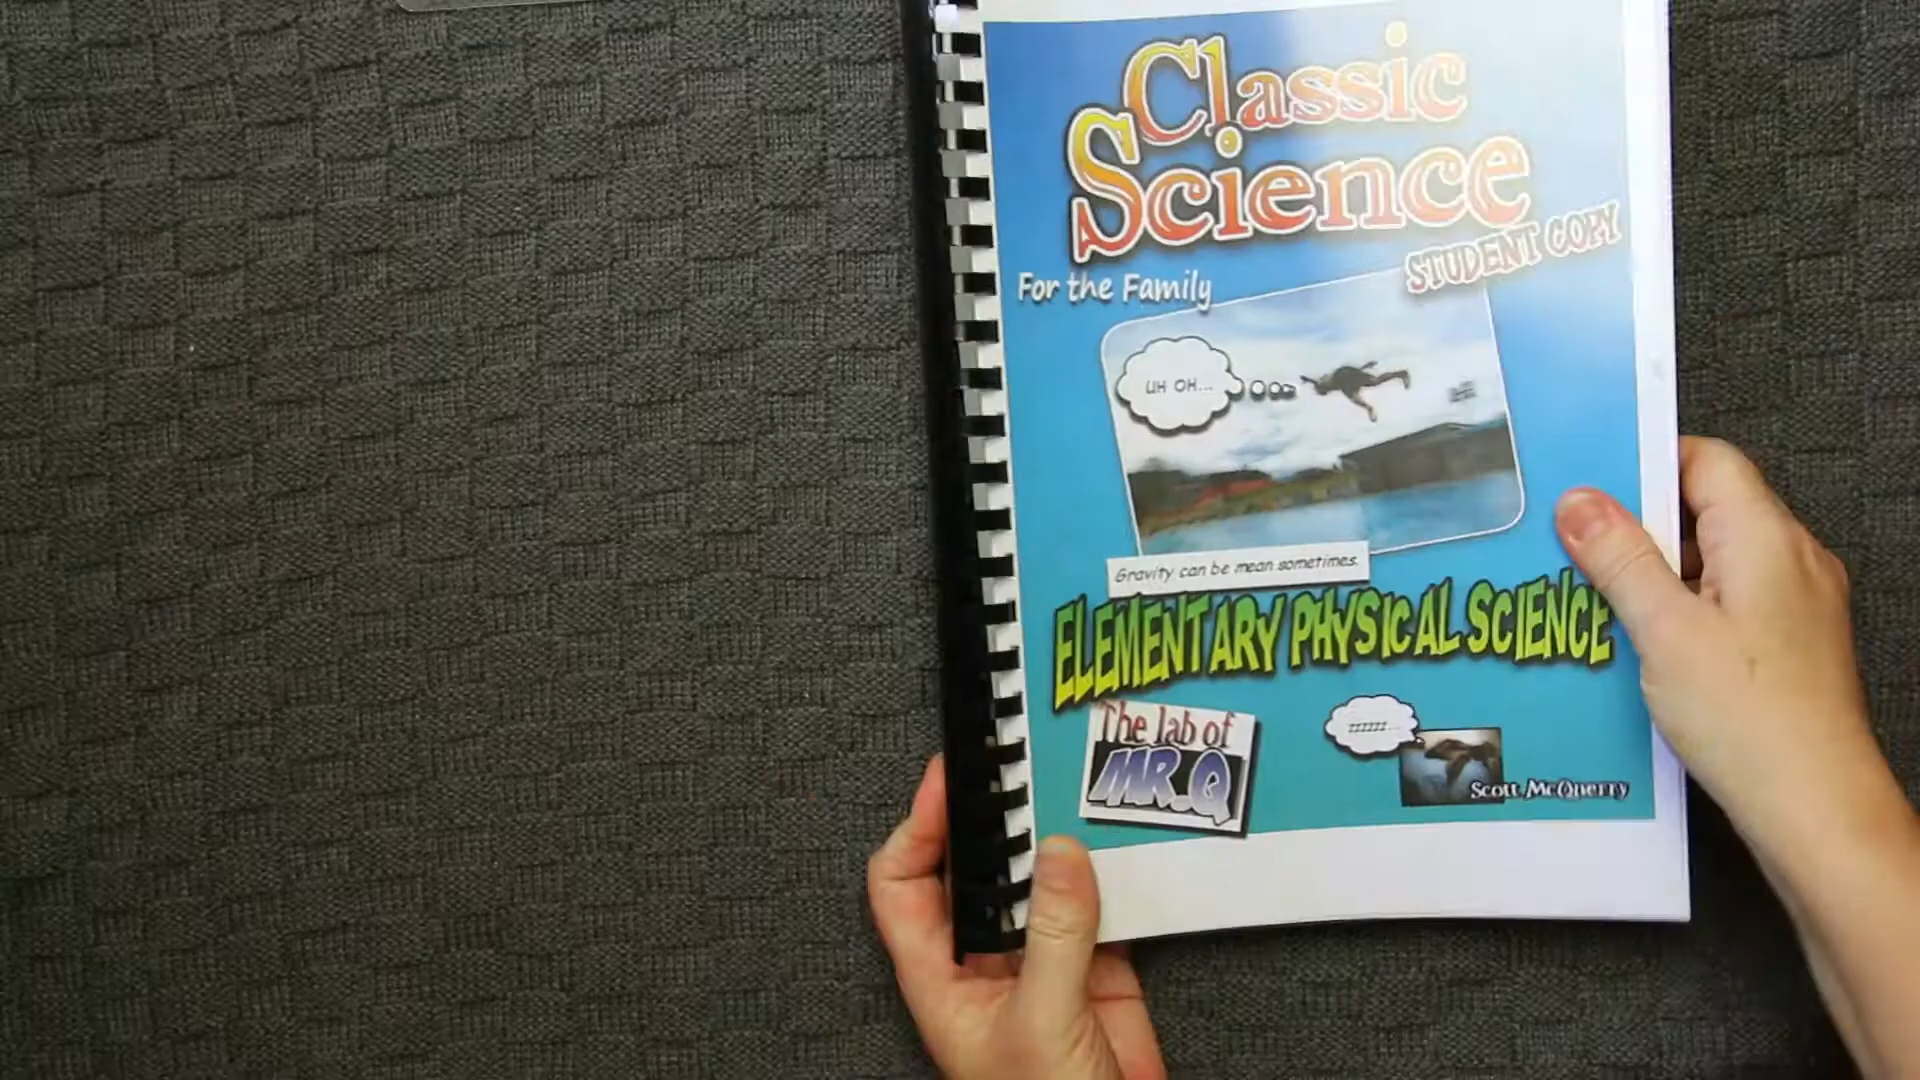 Classic
Science
STUDENT COPY
For the Family
UH OH...
Gravity can be mean sometimes.
ELEMENTARY PHYSICAL SCIENCE
The lab of
MR.Q
zzzzzz...
Scott McQuerry